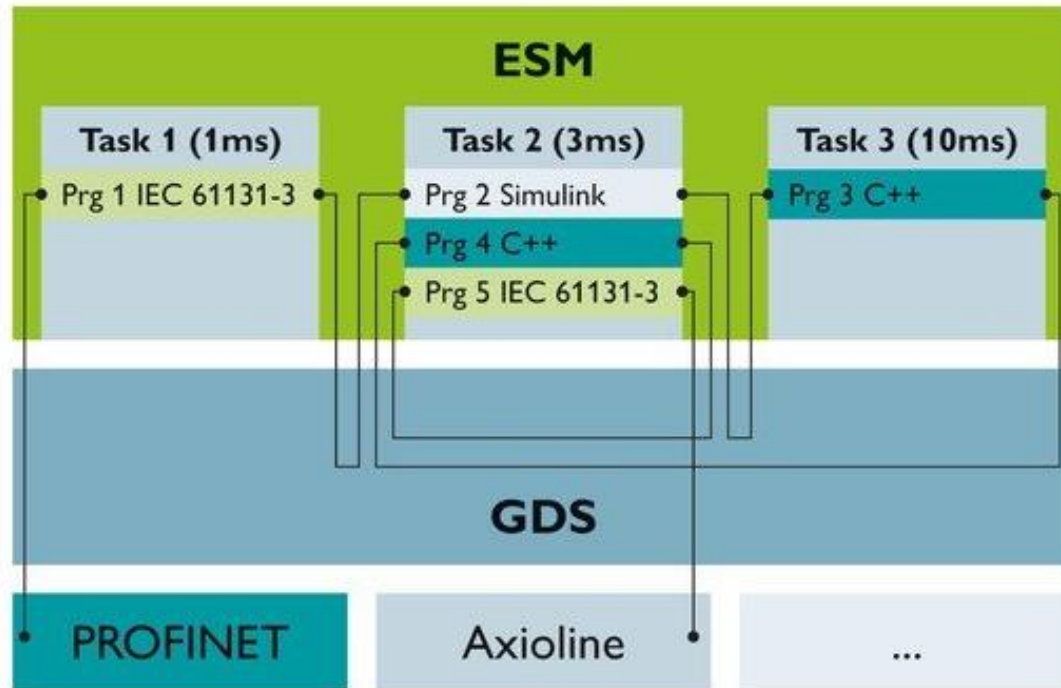 ESM
Task 1 (1ms)
Prg 1 IEC 61131-3
Task 2 (3ms)
Prg 2 Simulink
Prg 4 C++
Prg 5 IEC 61131-3
Task 3 (10ms)
Prg 3 C++
GDS
PROFINET
Axioline
...